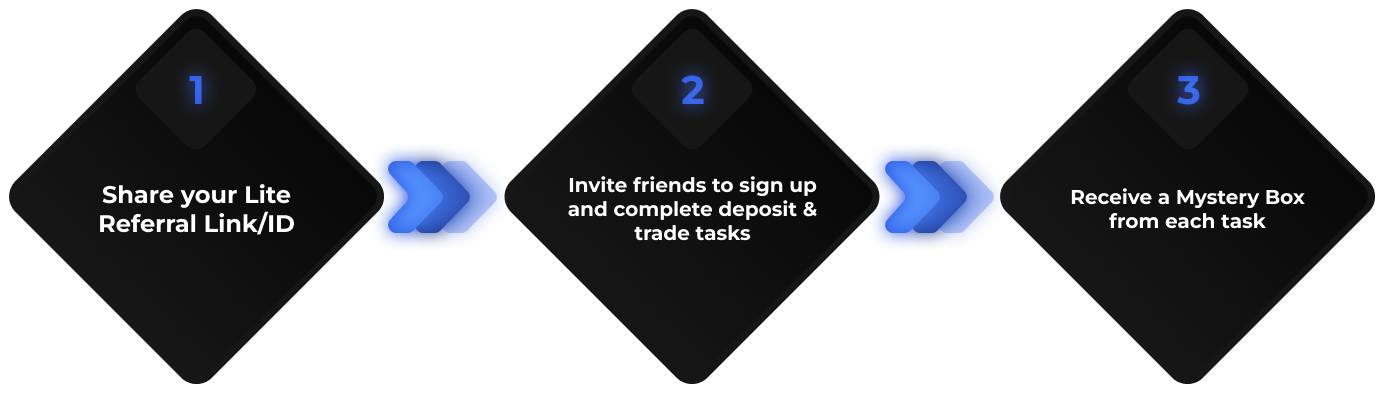 1
Share your Lite
Referral Link/ID
2
Invite friends to sign up
and complete deposit &
trade tasks
3
Receive a Mystery Box
from each task